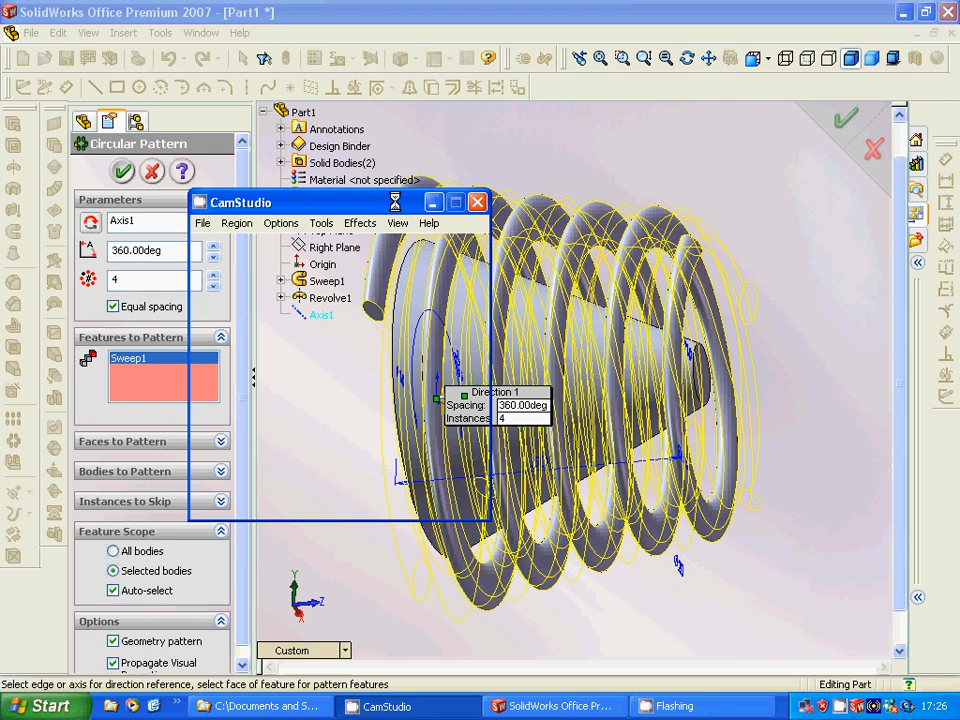 SolidWorks Office Premium 2007 - [Part1 *]
File Edit View Insert Tools Window Help
Circular Pattern
Parameters
Axis1
360.00deg
4
Equal spacing
Features to Pattern
Sweep1
Faces to Pattern
Bodies to Pattern
Instances to Skip
Feature Scope
All bodies
Selected bodies
Auto-select
Options
Geometry pattern
Propagate Visual
Part1
Annotations
Design Binder
Solid Bodies(2)
Material <not specified>
CamStudio
File Region Options Tools Effects View Help
Right Plane
Origin
Sweep1
Revolve1
Axis1
Direction 1
Spacing: 360.00deg
Instances 4
Y
Z
X
Custom
Select edge or axis for direction reference, select face of feature for pattern features
Editing Part
Start
C:\Documents and S...
CamStudio
SolidWorks Office Pr...
Flashing
17:26